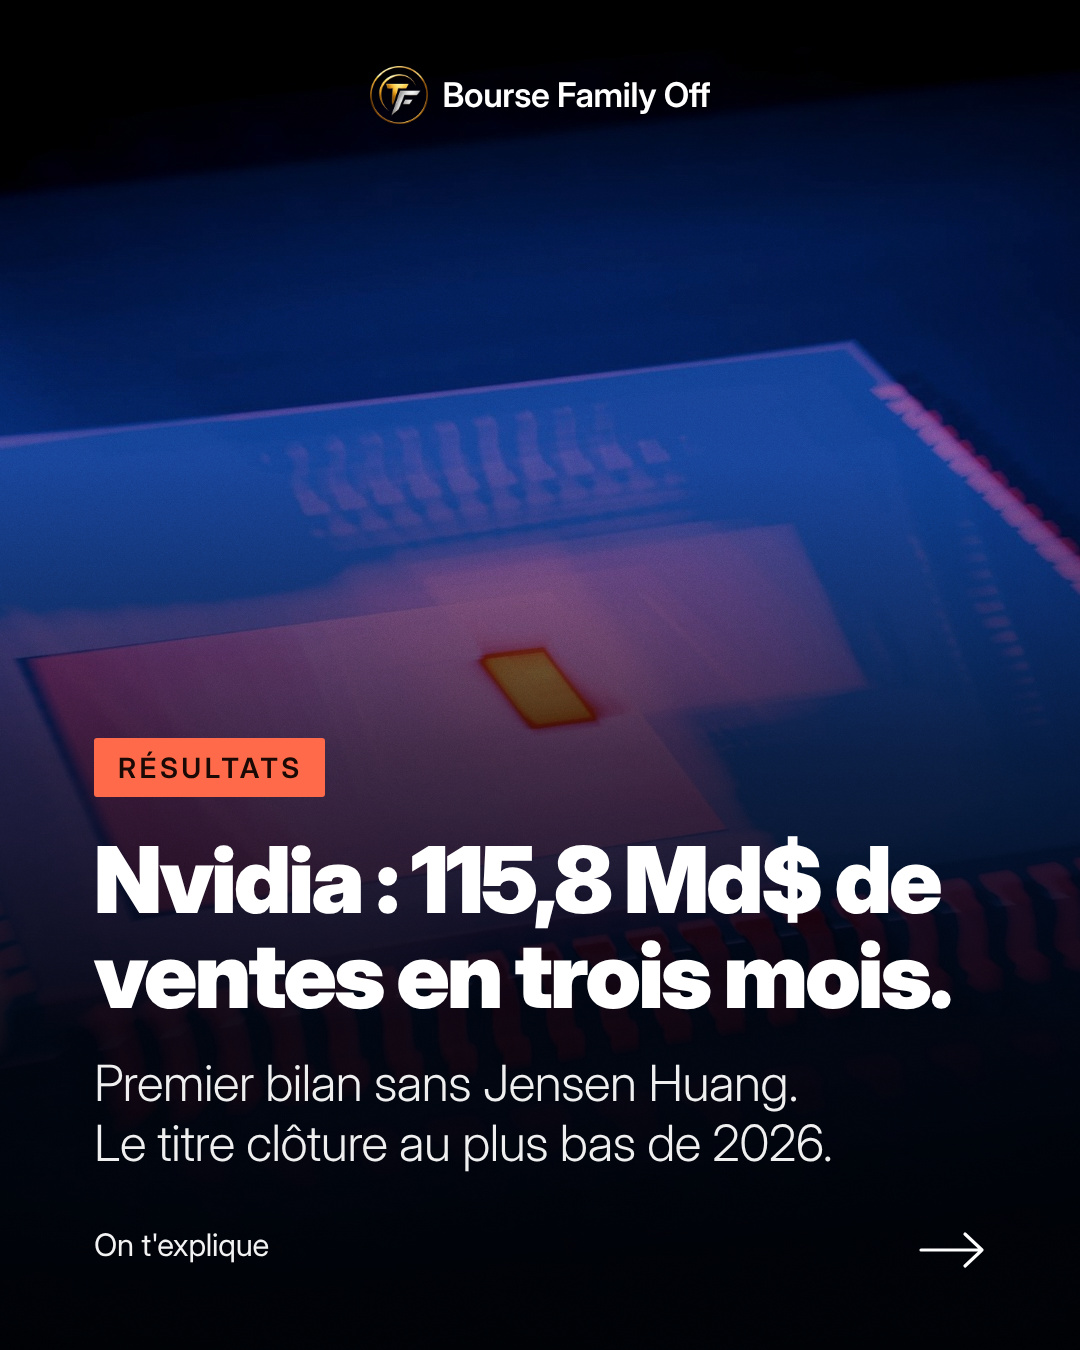 TF
Bourse Family Off
RÉSULTATS
Nvidia : 115,8 Md$ de
ventes en trois mois.
Premier bilan sans Jensen Huang.
Le titre clôture au plus bas de 2026.
On t'explique